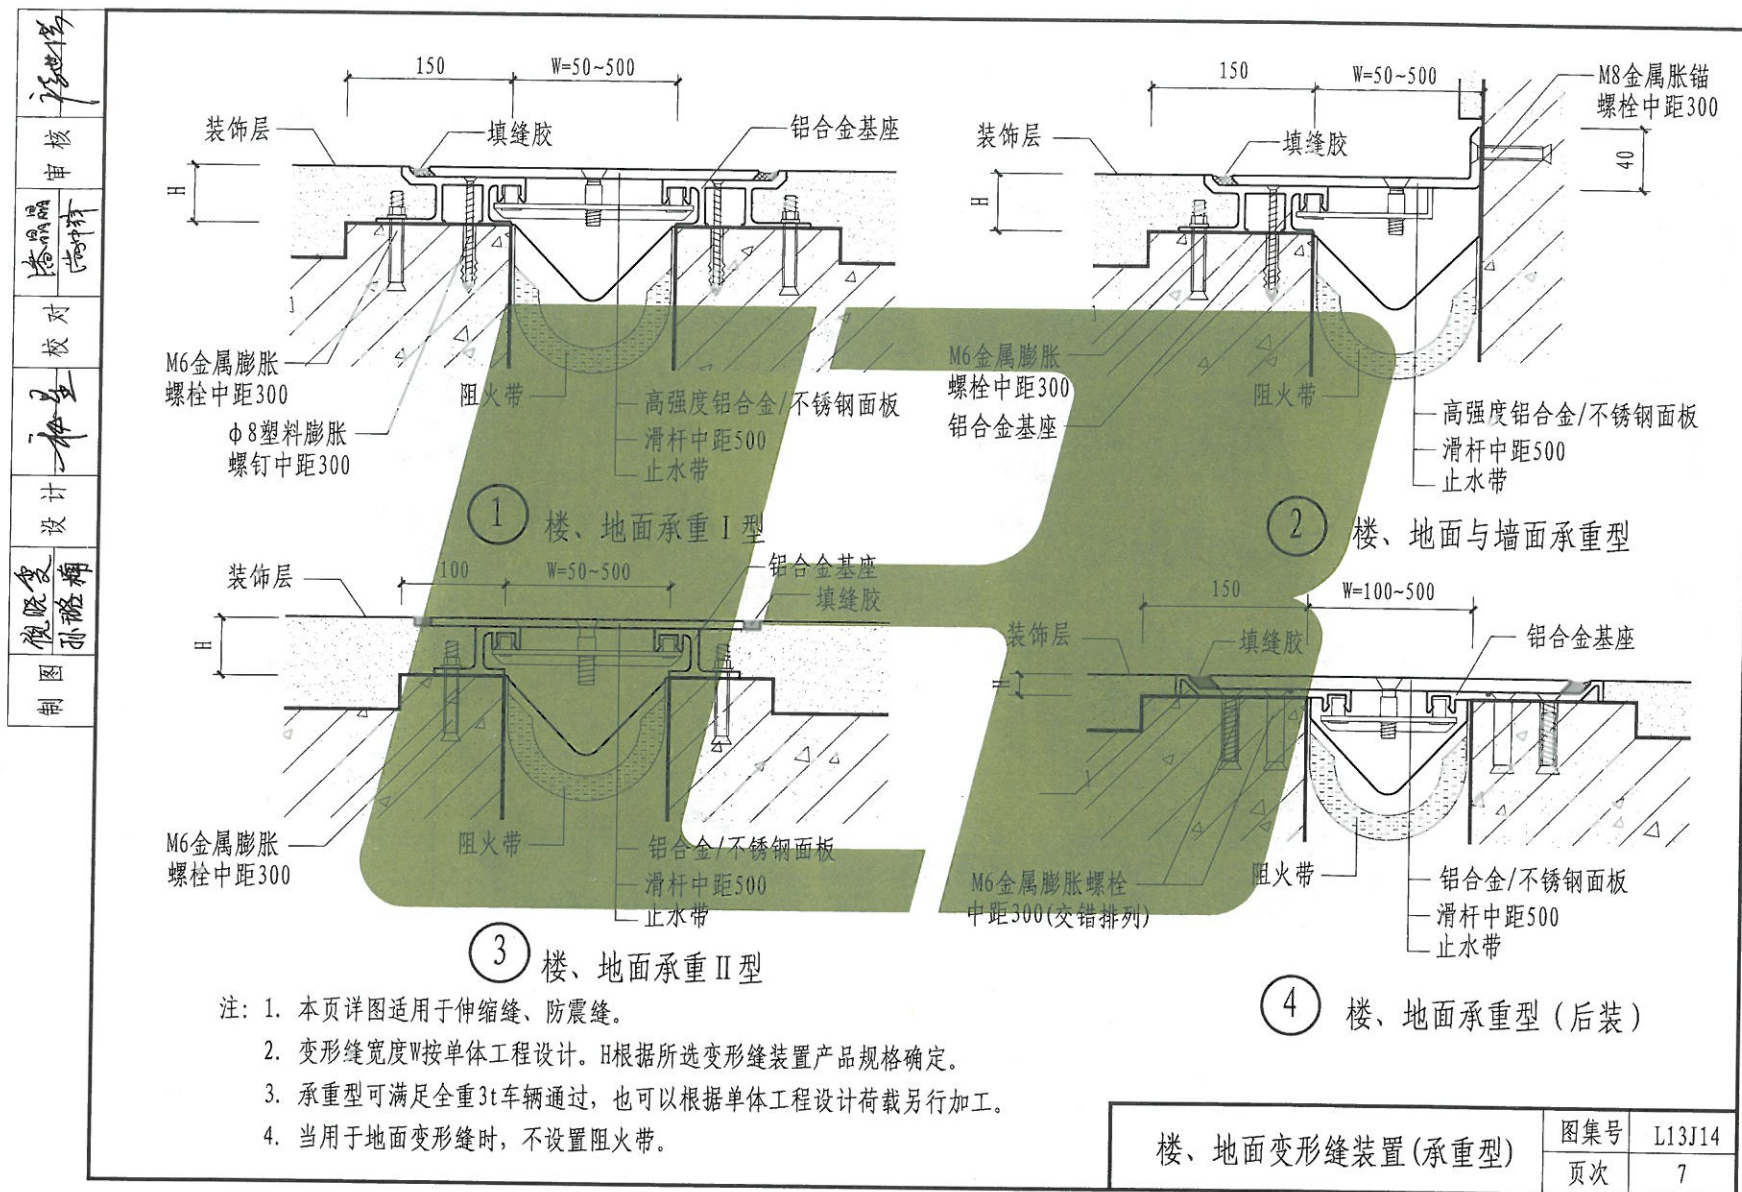 150
W=50~500
装饰层
填缝胶
铝合金基座
H
M6金属膨胀
螺栓中距300
φ8塑料膨胀
螺钉中距300
阻火带
高强度铝合金/不锈钢面板
滑杆中距500
止水带
1 楼、地面承重Ⅰ型
150
W=50~500
M8金属胀锚
螺栓中距300
装饰层
填缝胶
40
H
M6金属膨胀
螺栓中距300
铝合金基座
阻火带
高强度铝合金/不锈钢面板
滑杆中距500
止水带
2 楼、地面与墙面承重型
装饰层
100
W=50~500
铝合金基座
填缝胶
H
M6金属膨胀
螺栓中距300
阻火带
铝合金/不锈钢面板
滑杆中距500
止水带
3 楼、地面承重Ⅱ型
150
W=100~500
装饰层
填缝胶
铝合金基座
H
M6金属膨胀螺栓
中距300(交错排列)
阻火带
铝合金/不锈钢面板
滑杆中距500
止水带
4 楼、地面承重型(后装)
注: 1. 本页详图适用于伸缩缝、防震缝。
2. 变形缝宽度W按单体工程设计。H根据所选变形缝装置产品规格确定。
3. 承重型可满足全重3t车辆通过, 也可以根据单体工程设计荷载另行加工。
4. 当用于地面变形缝时, 不设置阻火带。
楼、地面变形缝装置(承重型)
图集号 L13J14
页次 7
审核
校对
设计
制图